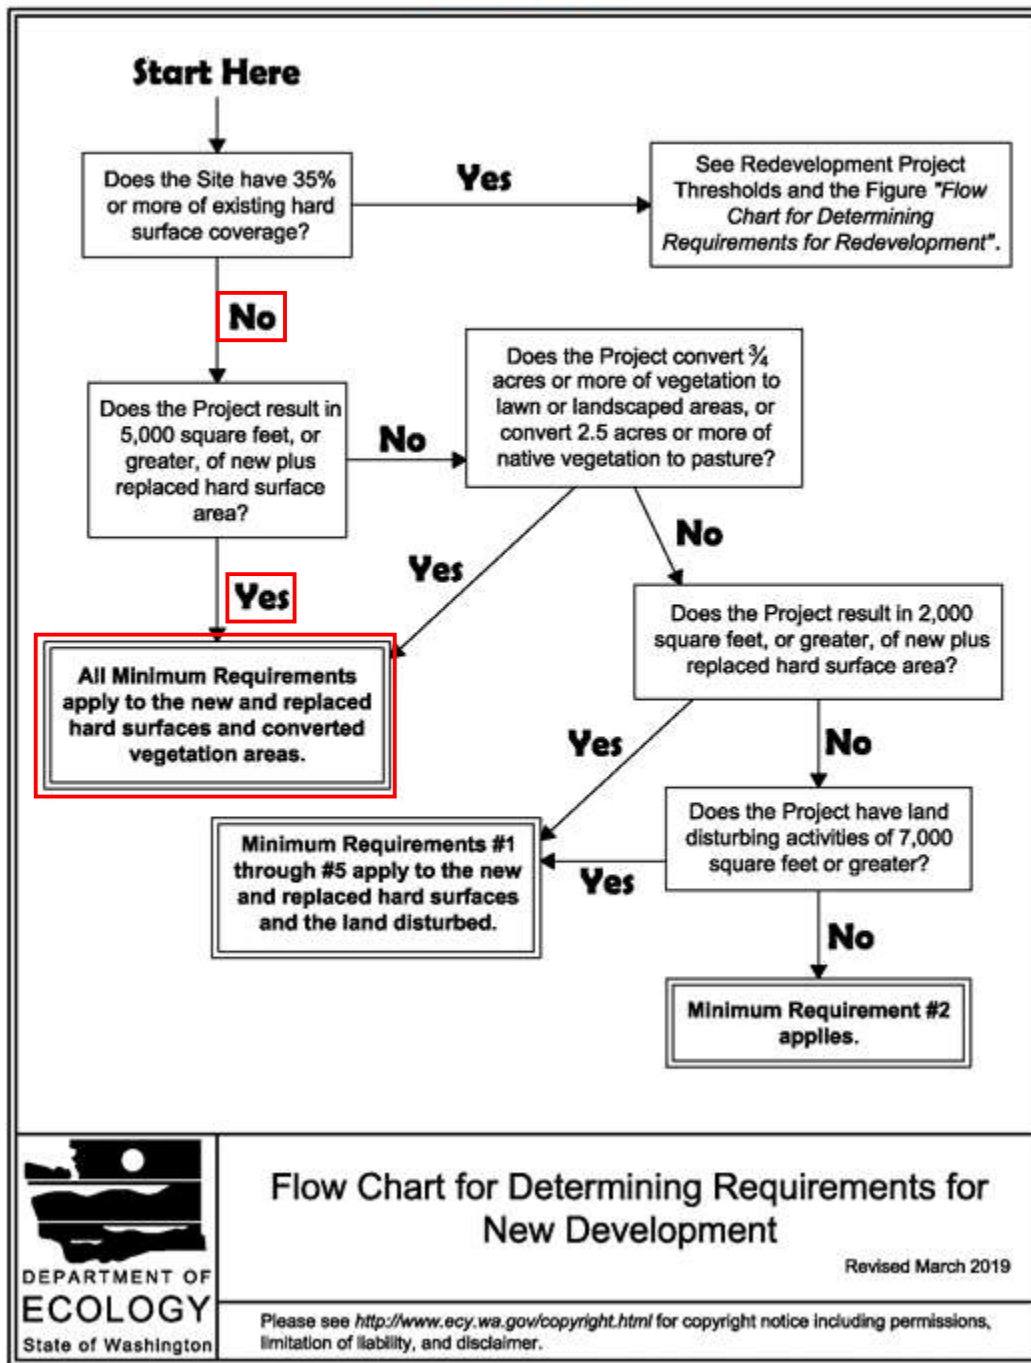 Start Here
Does the Site have 35%
or more of existing hard
surface coverage?
Yes
See Redevelopment Project
Thresholds and the Figure "Flow
Chart for Determining
Requirements for Redevelopment".
No
Does the Project result in
5,000 square feet, or
greater, of new plus
replaced hard surface
area?
No
Does the Project convert ¾
acres or more of vegetation to
lawn or landscaped areas, or
convert 2.5 acres or more of
native vegetation to pasture?
Yes
Yes
No
All Minimum Requirements
apply to the new and replaced
hard surfaces and converted
vegetation areas.
Does the Project result in 2,000
square feet, or greater, of new plus
replaced hard surface area?
Yes
No
Minimum Requirements #1
through #5 apply to the new
and replaced hard surfaces
and the land disturbed.
Yes
Does the Project have land
disturbing activities of 7,000
square feet or greater?
No
Minimum Requirement #2
applies.
DEPARTMENT OF
ECOLOGY
State of Washington
Flow Chart for Determining Requirements for
New Development
Revised March 2019
Please see http://www.ecy.wa.gov/copyright.html for copyright notice including permissions,
limitation of liability, and disclaimer.